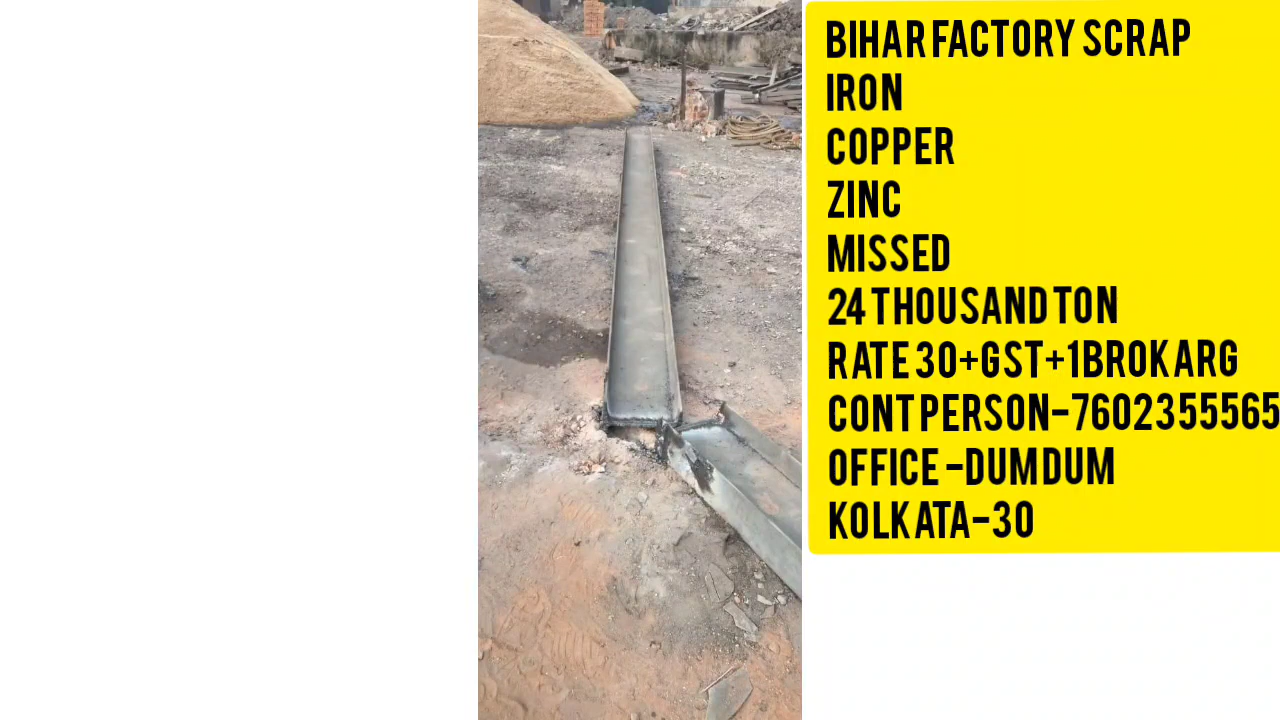 BIHAR FACTORY SCRAP
IRON
COPPER
ZINC
MISSED
24 THOUSAND TON
RATE 30+GST+1BROKARG
CONT PERSON-7602355565
OFFICE -DUMDUM
KOLKATA-30